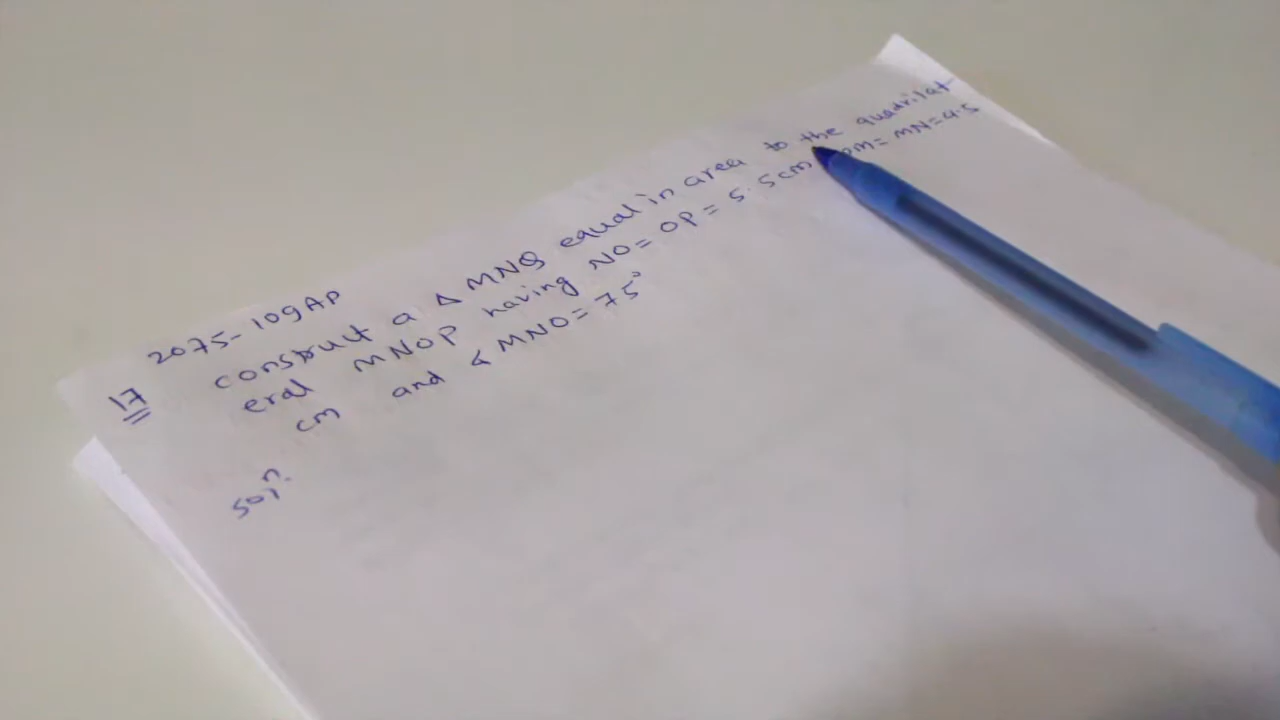 2075-109AP
17 construct a △ MNQ equal in area to the quadrilat
eral MNOP having NO = OP = 5.5cm PM = MN = 4.5
cm and ∠ MNO = 75°
solⁿ.